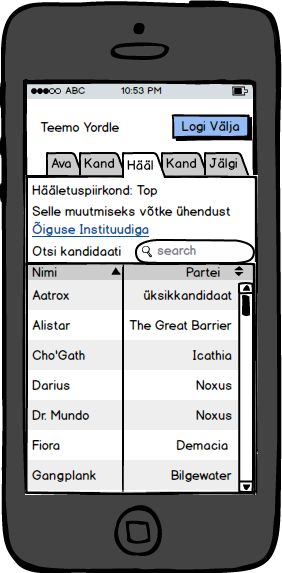 ABC 10:53 PM
Teemo Yordle Logi Välja
Ava Kand Hääl Kand Jälgi
Hääletuspiirkond: Top
Selle muutmiseks võtke ühendust
Õiguse Instituudiga
Otsi kandidaati search
Nimi Partei
Aatrox üksikkandidaat
Alistar The Great Barrier
Cho'Gath Icathia
Darius Noxus
Dr. Mundo Noxus
Fiora Demacia
Gangplank Bilgewater